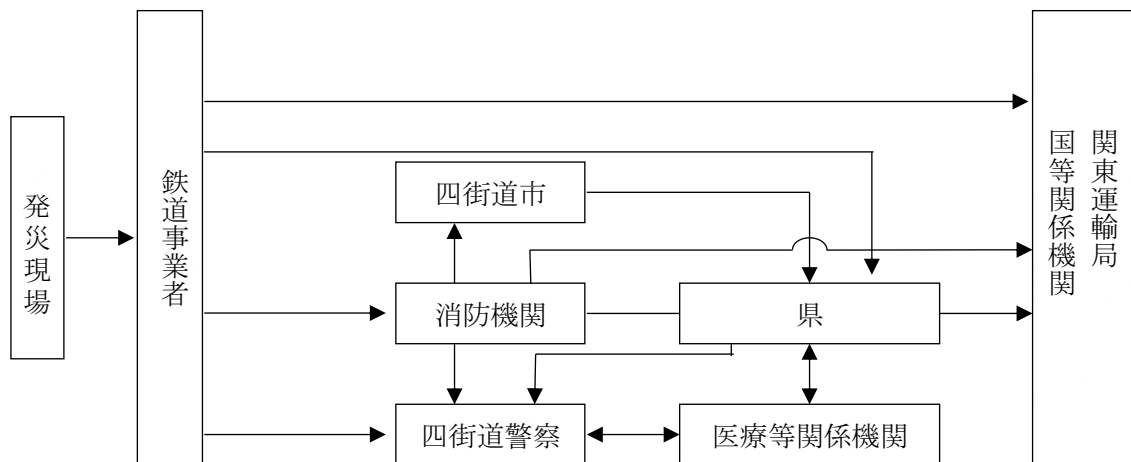 発災現場
鉄道事業者
四街道市
消防機関
四街道警察
県
医療等関係機関
関東運輸局
国等関係機関